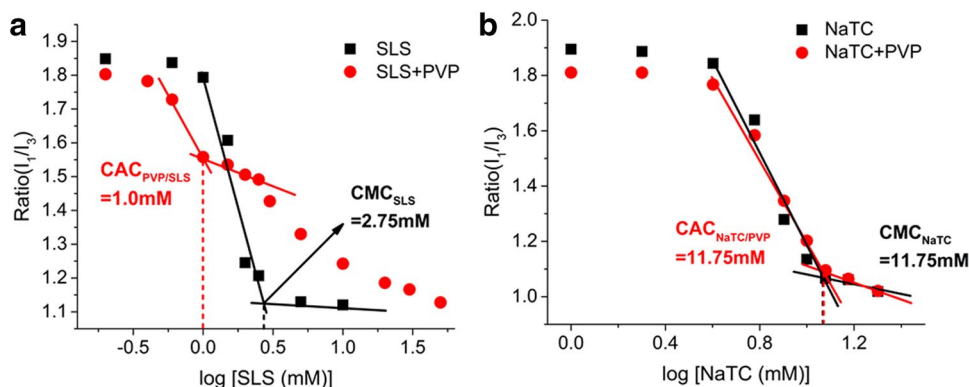 a
1.9
1.8
1.7
1.6
1.5
1.4
1.3
1.2
1.1
Ratio(I1/I3)
SLS
SLS+PVP
CACPVP/SLS
=1.0mM
CMCSLS
=2.75mM
-0.5
0.0
0.5
1.0
1.5
log [SLS (mM)]
b
2.0
1.8
1.6
1.4
1.2
1.0
Ratio(I1/I3)
NaTC
NaTC+PVP
CACNaTC/PVP
=11.75mM
CMCNaTC
=11.75mM
0.0
0.4
0.8
1.2
log [NaTC (mM)]